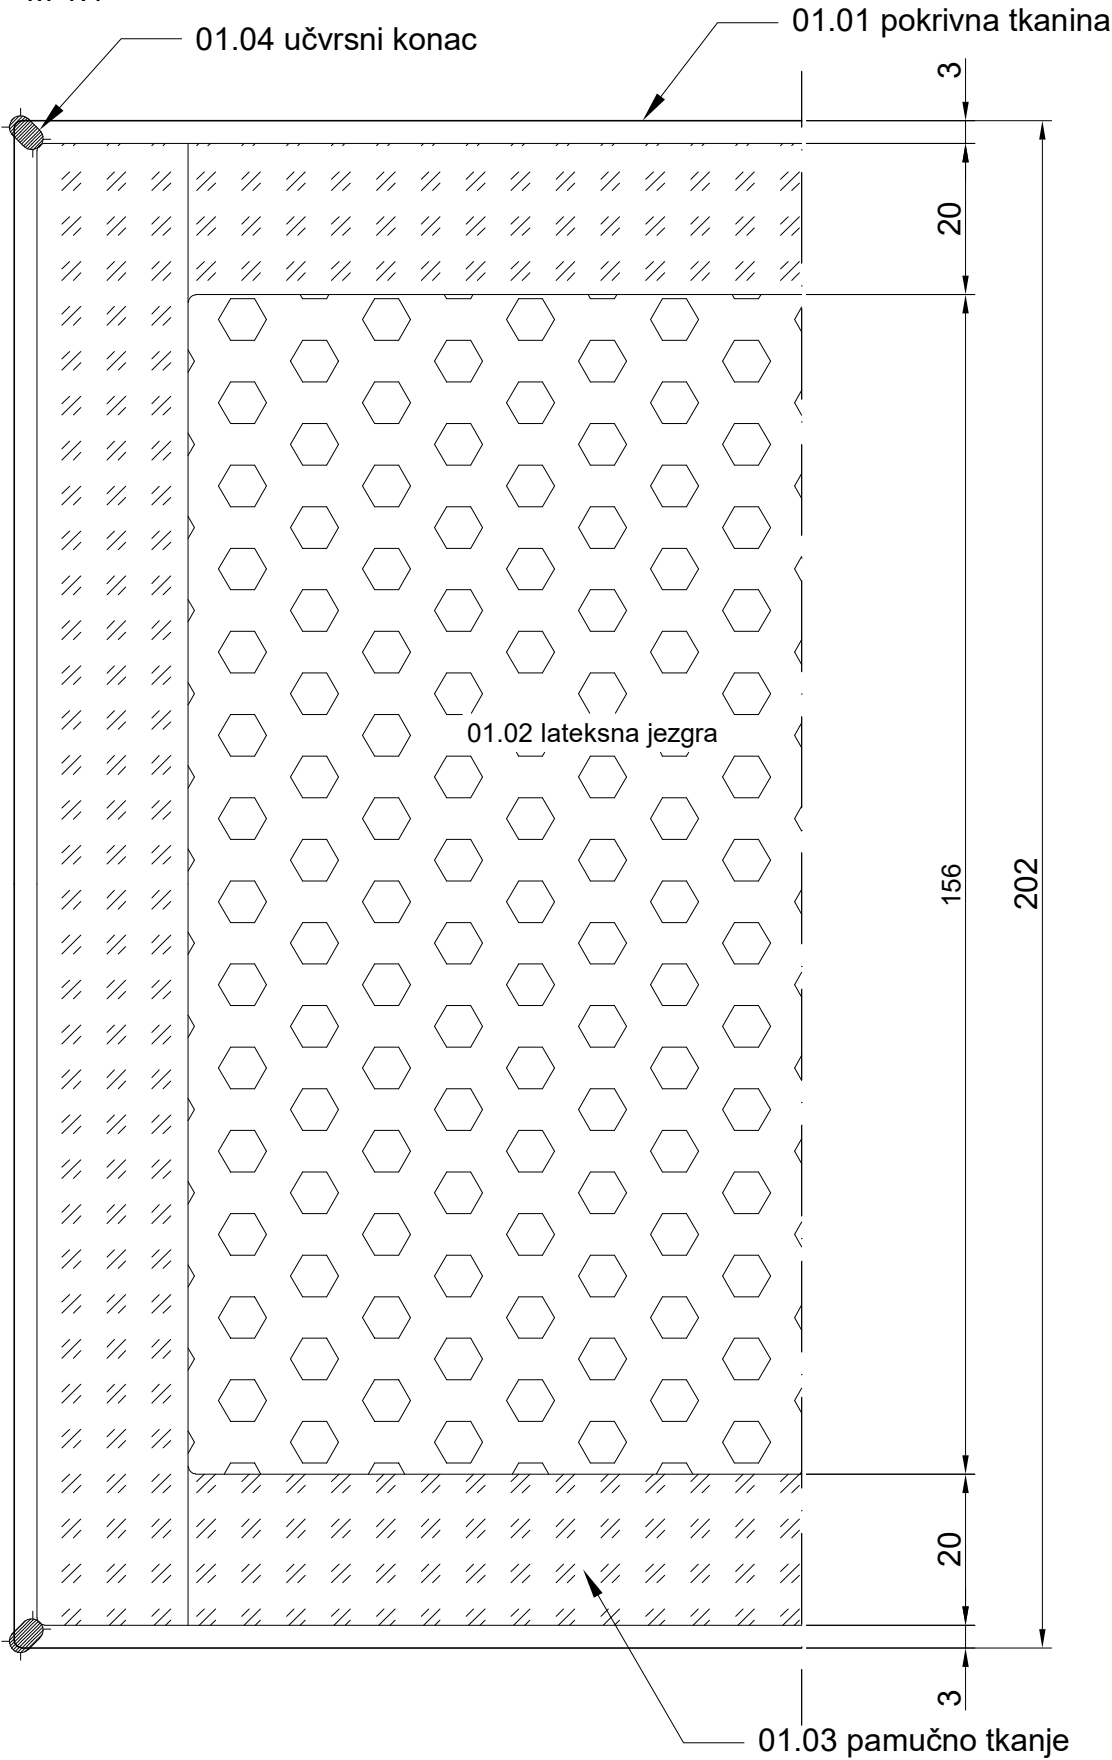 01.04 učvrsni konac
01.01 pokrivna tkanina
3
20
01.02 lateksna jezgra
156
202
20
3
01.03 pamučno tkanje